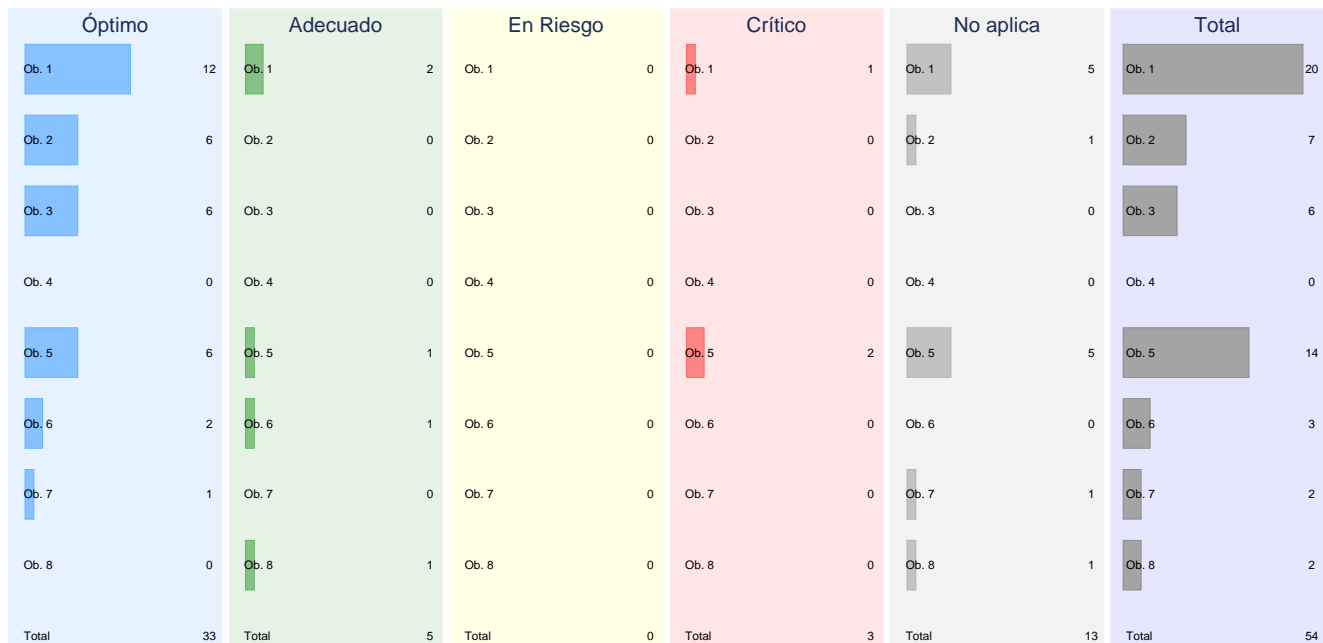 Óptimo Adecuado En Riesgo Crítico No aplica Total
Ob. 1 12 Ob. 1 2 Ob. 1 0 Ob. 1 1 Ob. 1 5 Ob. 1 20
Ob. 2 6 Ob. 2 0 Ob. 2 0 Ob. 2 0 Ob. 2 1 Ob. 2 7
Ob. 3 6 Ob. 3 0 Ob. 3 0 Ob. 3 0 Ob. 3 0 Ob. 3 6
Ob. 4 0 Ob. 4 0 Ob. 4 0 Ob. 4 0 Ob. 4 0 Ob. 4 0
Ob. 5 6 Ob. 5 1 Ob. 5 0 Ob. 5 2 Ob. 5 5 Ob. 5 14
Ob. 6 2 Ob. 6 1 Ob. 6 0 Ob. 6 0 Ob. 6 0 Ob. 6 3
Ob. 7 1 Ob. 7 0 Ob. 7 0 Ob. 7 0 Ob. 7 1 Ob. 7 2
Ob. 8 0 Ob. 8 1 Ob. 8 0 Ob. 8 0 Ob. 8 1 Ob. 8 2
Total 33 Total 5 Total 0 Total 3 Total 13 Total 54